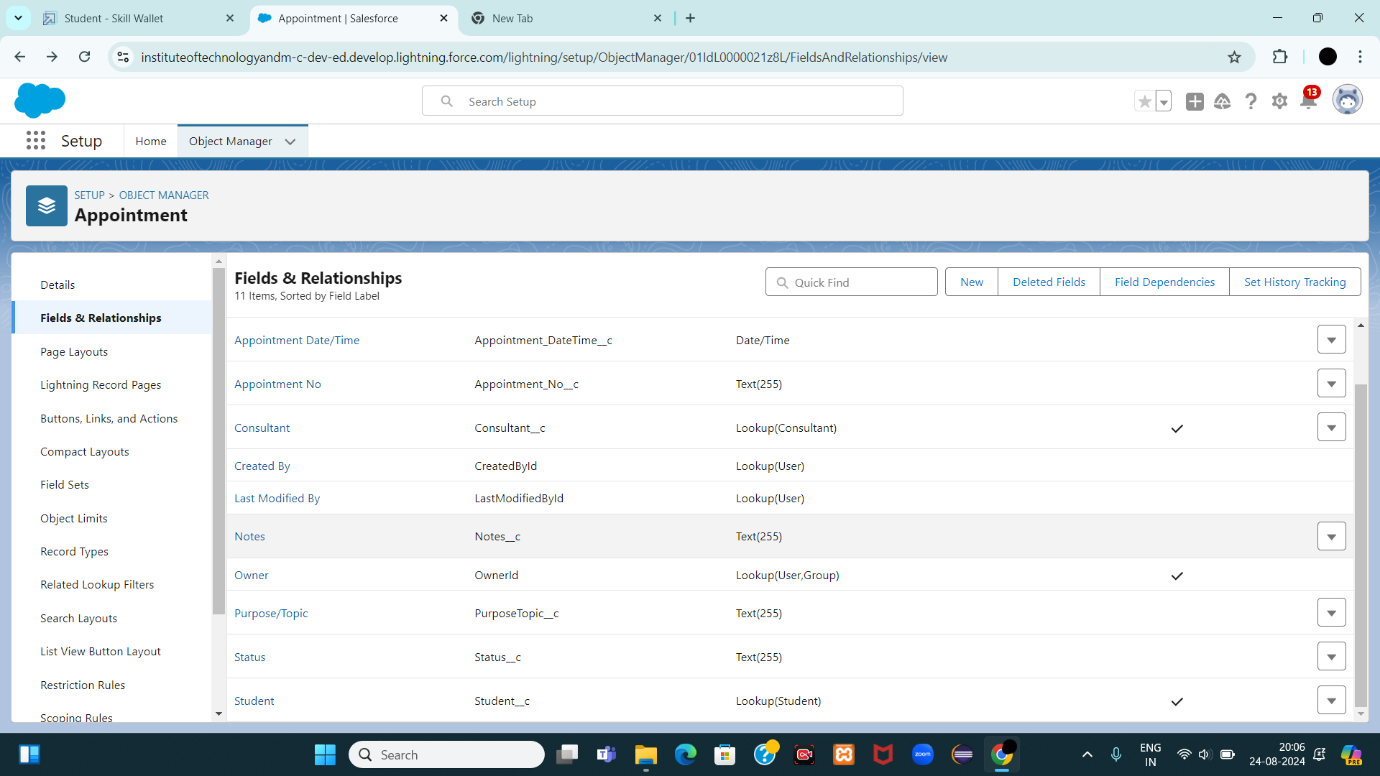 Student - Skill Wallet
Appointment | Salesforce
New Tab
instituteoftechnologyandm-c-dev-ed.develop.lightning.force.com/lightning/setup/ObjectManager/01IdL0000021z8L/FieldsAndRelationships/view
Search Setup
13
Setup
Home
Object Manager
SETUP > OBJECT MANAGER
Appointment
Details
Fields & Relationships
Page Layouts
Lightning Record Pages
Buttons, Links, and Actions
Compact Layouts
Field Sets
Object Limits
Record Types
Related Lookup Filters
Search Layouts
List View Button Layout
Restriction Rules
Scoping Rules
Fields & Relationships
11 Items, Sorted by Field Label
Quick Find
New
Deleted Fields
Field Dependencies
Set History Tracking
Appointment Date/Time Appointment_DateTime__c Date/Time
Appointment No Appointment_No__c Text(255)
Consultant Consultant__c Lookup(Consultant)
Created By CreatedById Lookup(User)
Last Modified By LastModifiedById Lookup(User)
Notes Notes__c Text(255)
Owner OwnerId Lookup(User,Group)
Purpose/Topic PurposeTopic__c Text(255)
Status Status__c Text(255)
Student Student__c Lookup(Student)
Search
zoom
ENG
IN
20:06
24-08-2024
PRE